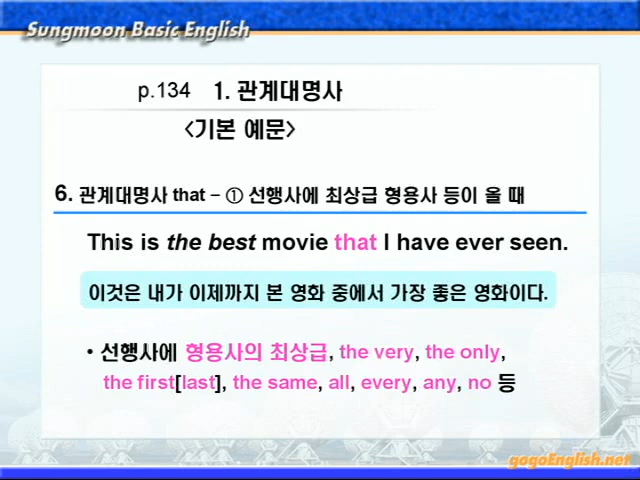 Sungmoon Basic English
p.134 1. 관계대명사
<기본 예문>
6. 관계대명사 that – ① 선행사에 최상급 형용사 등이 올 때
This is the best movie that I have ever seen.
이것은 내가 이제까지 본 영화 중에서 가장 좋은 영화이다.
• 선행사에 형용사의 최상급, the very, the only,
the first[last], the same, all, every, any, no 등
gogoEnglish.net